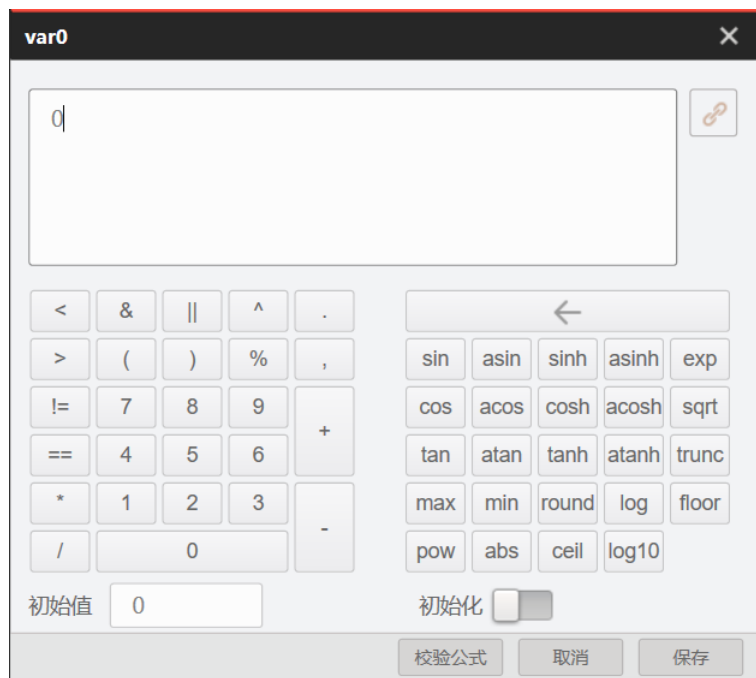 var0
0
< & || ^ .
> ( ) % , sin asin sinh asinh exp
!= 7 8 9 + cos acos cosh acosh sqrt
== 4 5 6 tan atan tanh atanh trunc
* 1 2 3 - max min round log floor
/ 0 pow abs ceil log10
初始值 0 初始化
校验公式 取消 保存